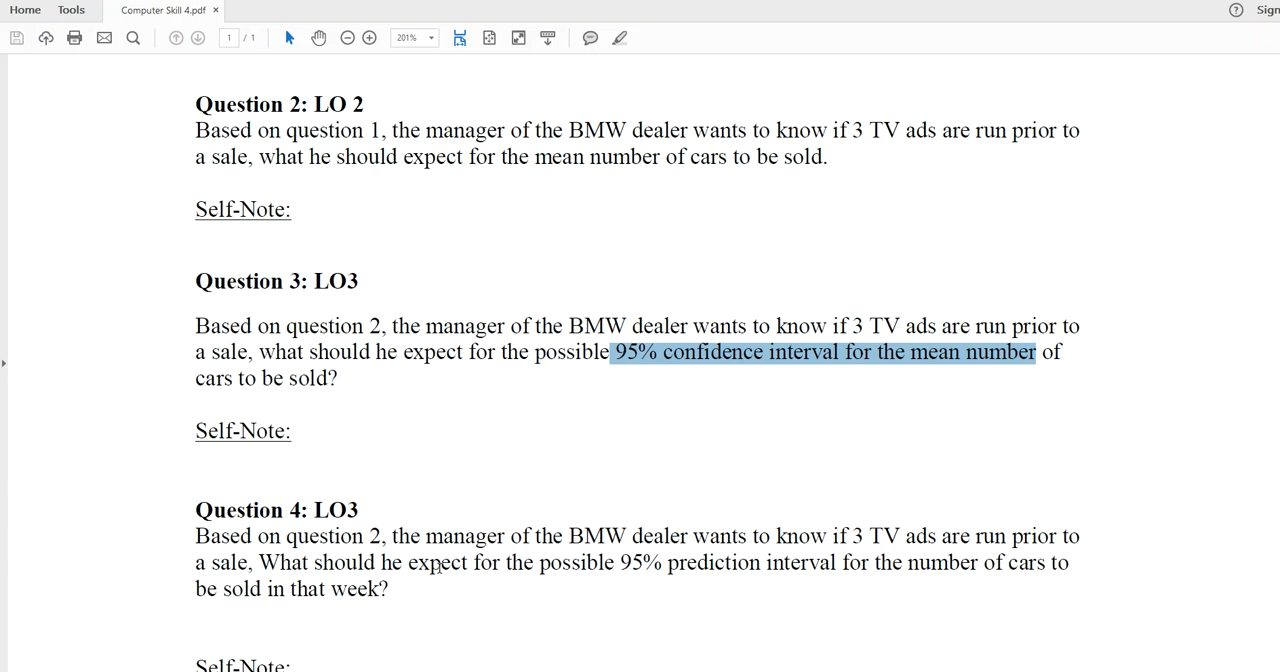 Home Tools Computer Skill 4.pdf ×
? Sign
1 / 1 201%
Question 2: LO 2
Based on question 1, the manager of the BMW dealer wants to know if 3 TV ads are run prior to
a sale, what he should expect for the mean number of cars to be sold.
Self-Note:
Question 3: LO3
Based on question 2, the manager of the BMW dealer wants to know if 3 TV ads are run prior to
a sale, what should he expect for the possible 95% confidence interval for the mean number of
cars to be sold?
Self-Note:
Question 4: LO3
Based on question 2, the manager of the BMW dealer wants to know if 3 TV ads are run prior to
a sale, What should he expect for the possible 95% prediction interval for the number of cars to
be sold in that week?
Self-Note: